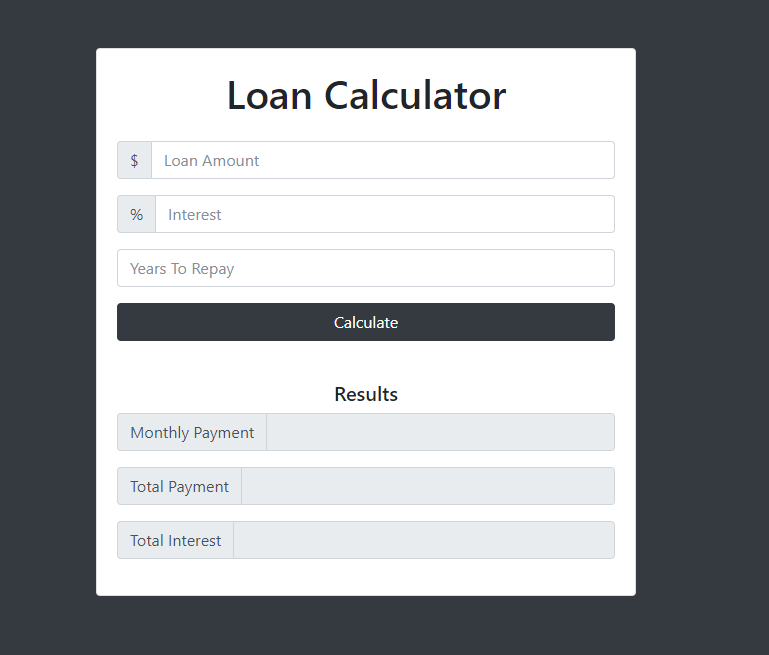 Loan Calculator
$ Loan Amount
% Interest
Years To Repay
Calculate
Results
Monthly Payment
Total Payment
Total Interest